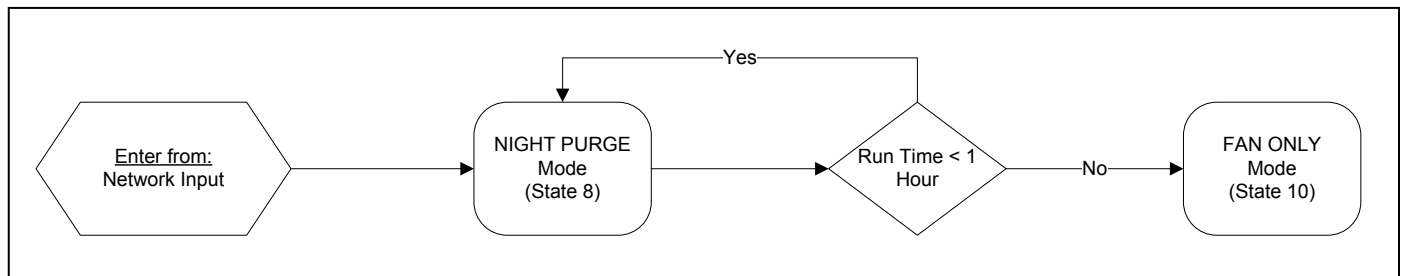 Enter from:
Network Input
NIGHT PURGE
Mode
(State 8)
Yes
Run Time < 1
Hour
No
FAN ONLY
Mode
(State 10)